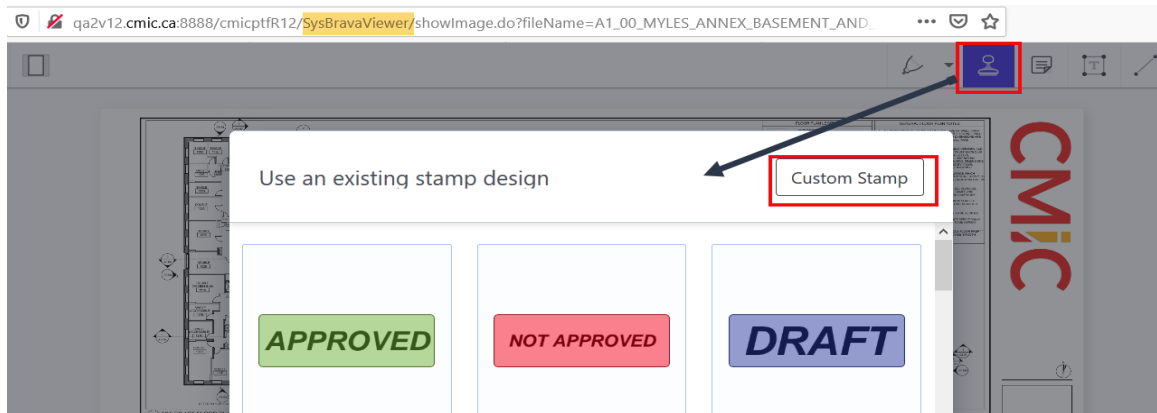 qa2v12.cmic.ca:8888/cmicptfR12/SysBravaViewer/showImage.do?fileName=A1_00_MYLES_ANNEX_BASEMENT_AND_
T
CMiC
Use an existing stamp design
Custom Stamp
APPROVED
NOT APPROVED
DRAFT